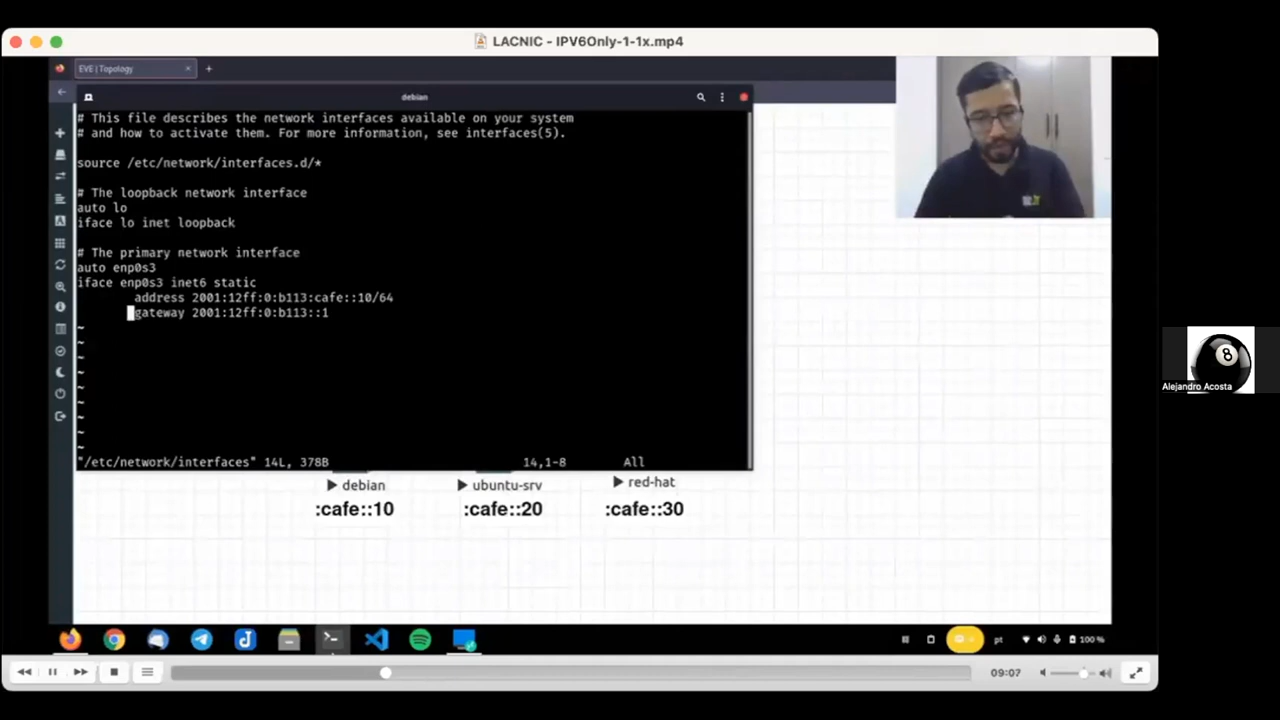 LACNIC - IPV6Only-1-1x.mp4
EVE | Topology
debian
# This file describes the network interfaces available on your system
# and how to activate them. For more information, see interfaces(5).
source /etc/network/interfaces.d/*
# The loopback network interface
auto lo
iface lo inet loopback
# The primary network interface
auto enp0s3
iface enp0s3 inet6 static
address 2001:12ff:0:b113:cafe::10/64
gateway 2001:12ff:0:b113::1
~
~
~
~
~
~
~
~
~
"/etc/network/interfaces" 14L, 378B 14,1-8 All
debian ubuntu-srv red-hat
:cafe::10 :cafe::20 :cafe::30
pt 100 %
09:07
8
Alejandro Acosta